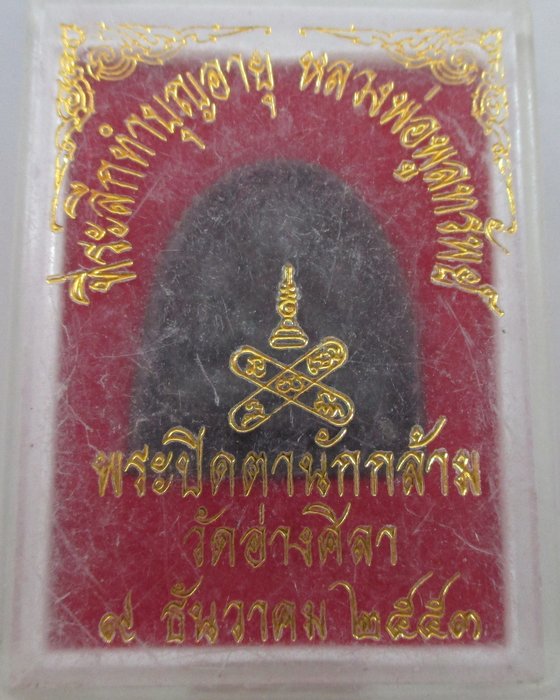 ที่ระลึกทำบุญอายุ หลวงพ่อพูลทรัพย์
พระปิดตานักกล้าม
วัดอ่างศิลา
๙ ธันวาคม ๒๕๕๓